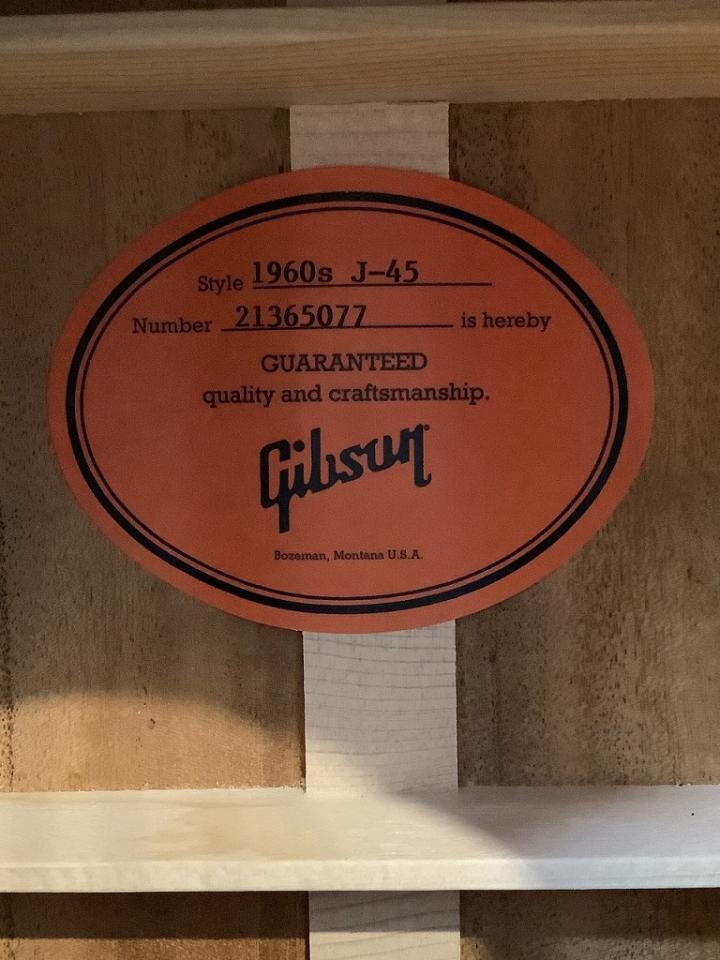 Style 1960s J-45
Number 21365077 is hereby
GUARANTEED
quality and craftsmanship.
Gibson
Bozeman, Montana U.S.A.